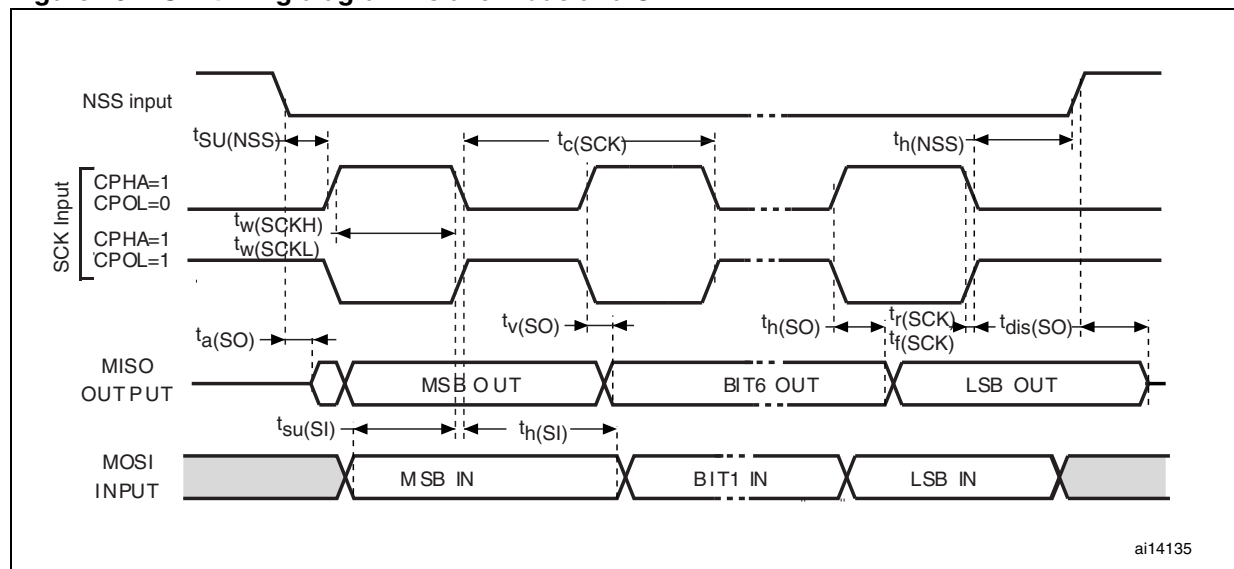 NSS input
tSU(NSS)
tc(SCK)
th(NSS)
SCK Input
CPHA=1
CPOL=0
tw(SCKH)
tw(SCKL)
CPHA=1
CPOL=1
ta(SO)
tv(SO)
th(SO)
tr(SCK)
tf(SCK)
tdis(SO)
MISO
OUTPUT
MSB OUT
BIT6 OUT
LSB OUT
tsu(SI)
th(SI)
MOSI
INPUT
MSB IN
BIT1 IN
LSB IN
ai14135